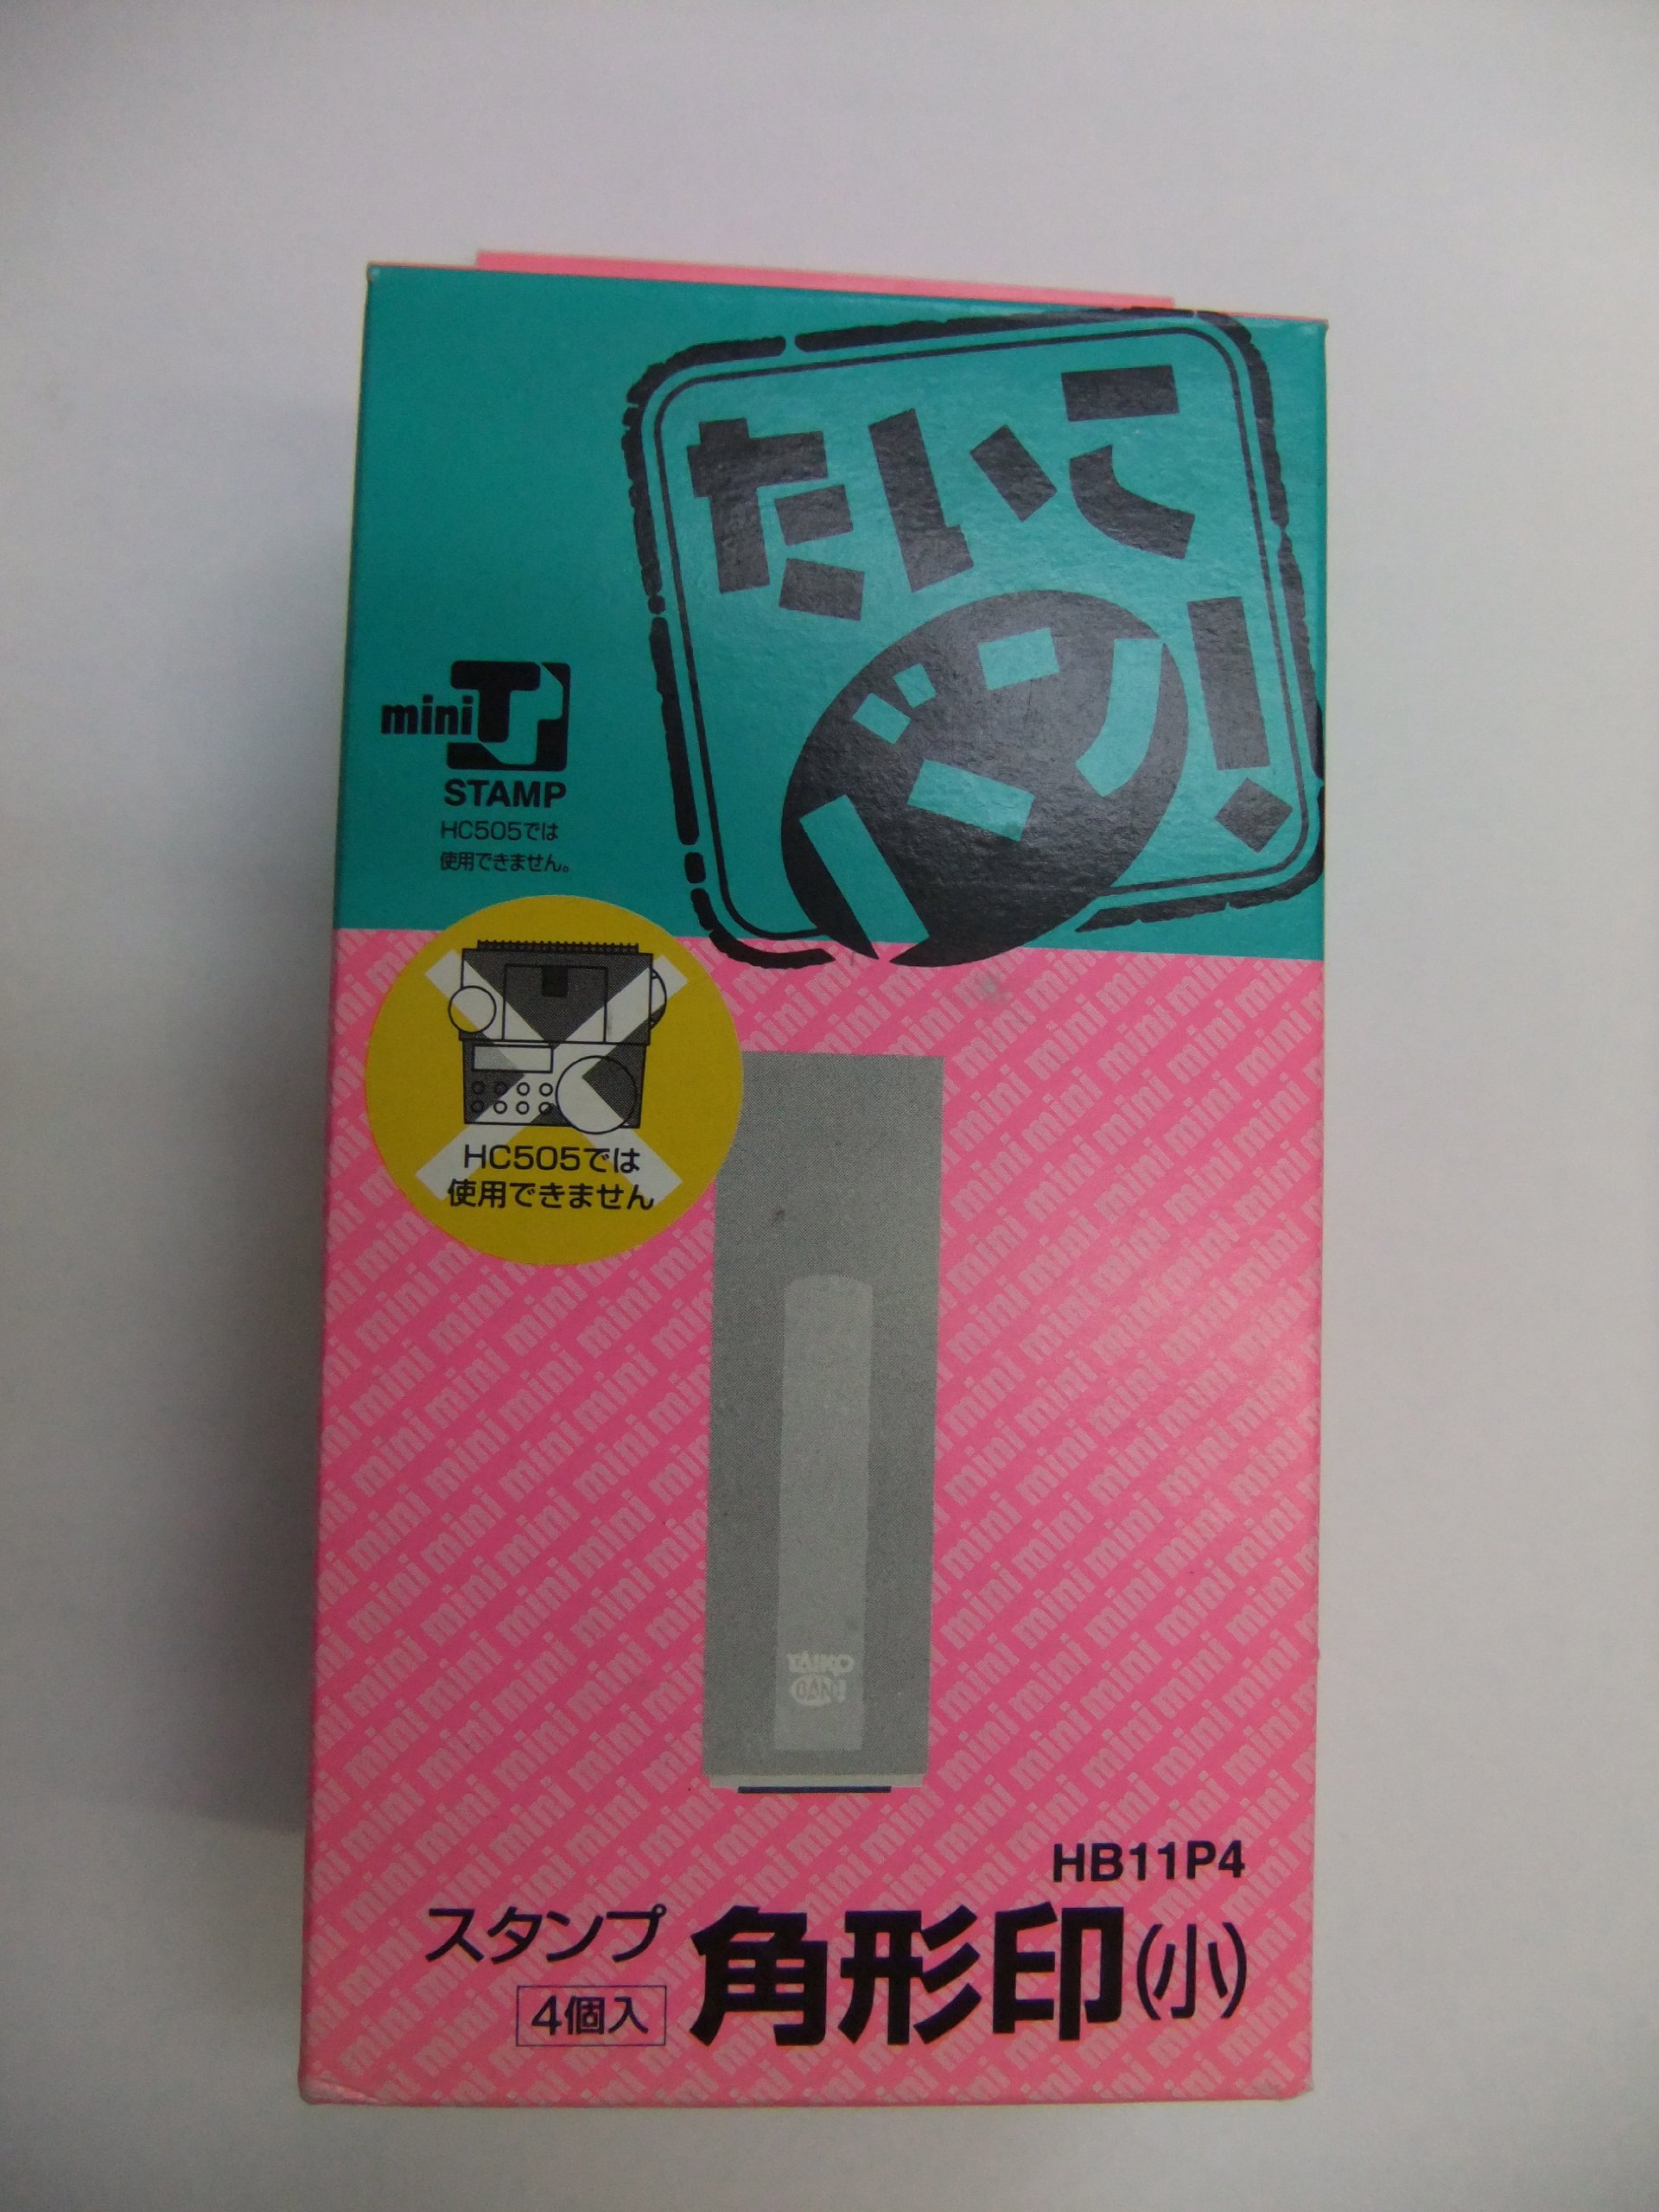 たいこ
バン!
mini TJ
STAMP
HC505では
使用できません。
HC505では
使用できません
TAIKO
BAN!
HB11P4
スタンプ 角形印(小)
4個入